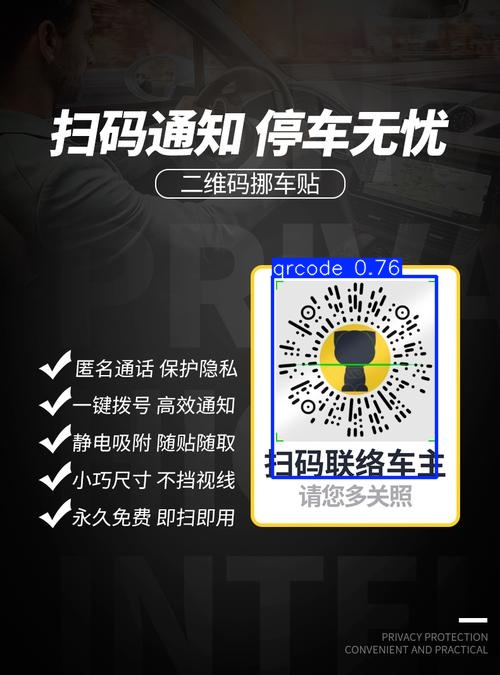 扫码通知 停车无忧
二维码挪车贴
qrcode 0.76
匿名通话 保护隐私
一键拨号 高效通知
静电吸附 随贴随取
小巧尺寸 不挡视线
永久免费 即扫即用
扫码联络车主
请您多关照
PRIVACY PROTECTION
CONVENIENT AND PRACTICAL